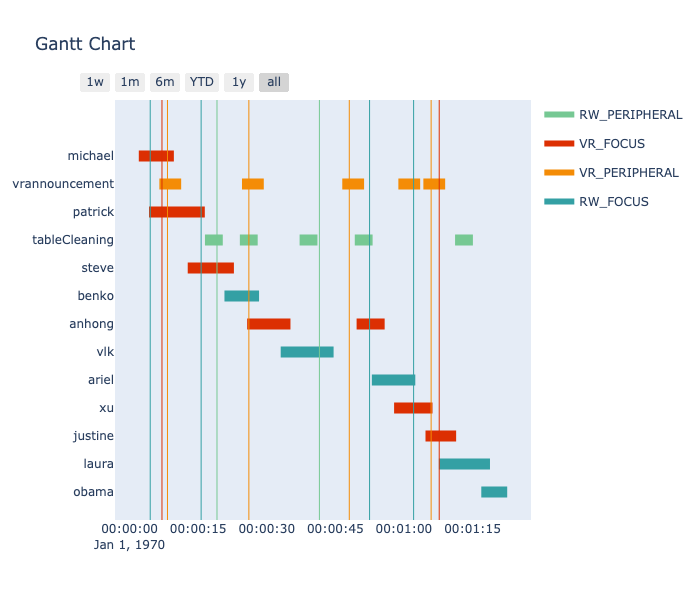 Gantt Chart
1w 1m 6m YTD 1y all
RW_PERIPHERAL
VR_FOCUS
VR_PERIPHERAL
RW_FOCUS
michael
vrannouncement
patrick
tableCleaning
steve
benko
anhong
vlk
ariel
xu
justine
laura
obama
00:00:00 00:00:15 00:00:30 00:00:45 00:01:00 00:01:15
Jan 1, 1970